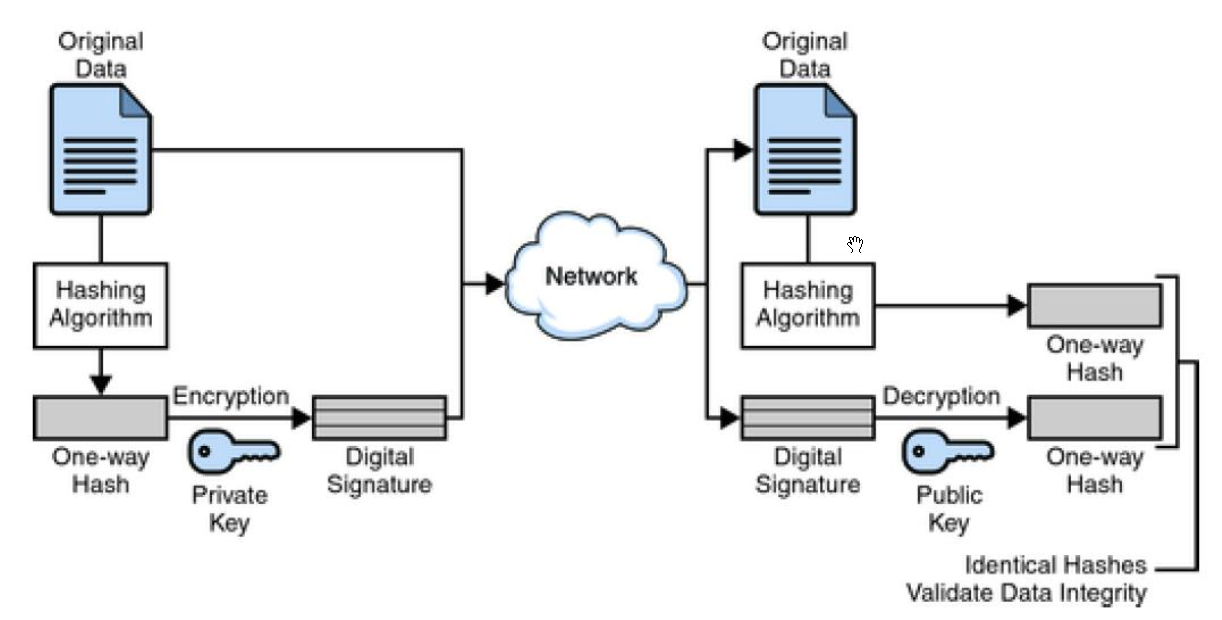 Original
Data
Hashing
Algorithm
One-way
Hash
Encryption
Private
Key
Digital
Signature
Network
Original
Data
Hashing
Algorithm
One-way
Hash
Digital
Signature
Decryption
Public
Key
One-way
Hash
Identical Hashes
Validate Data Integrity